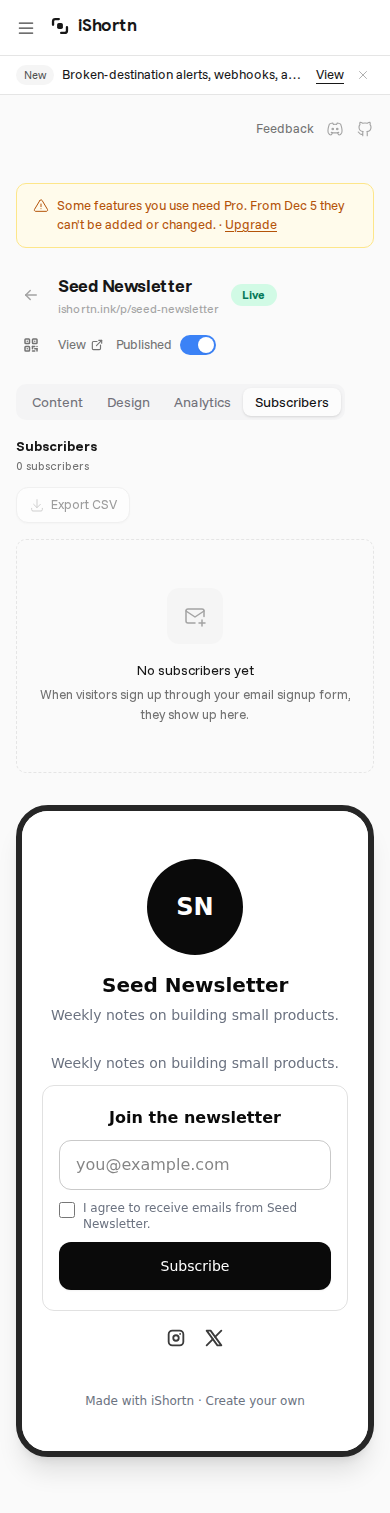 iShortn
New Broken-destination alerts, webhooks, a... View
Feedback
Some features you use need Pro. From Dec 5 they
can't be added or changed. · Upgrade
Seed Newsletter
Live
ishortn.ink/p/seed-newsletter
View Published
Content Design Analytics Subscribers
Subscribers
0 subscribers
Export CSV
No subscribers yet
When visitors sign up through your email signup form,
they show up here.
SN
Seed Newsletter
Weekly notes on building small products.
Weekly notes on building small products.
Join the newsletter
you@example.com
I agree to receive emails from Seed
Newsletter.
Subscribe
Made with iShortn · Create your own